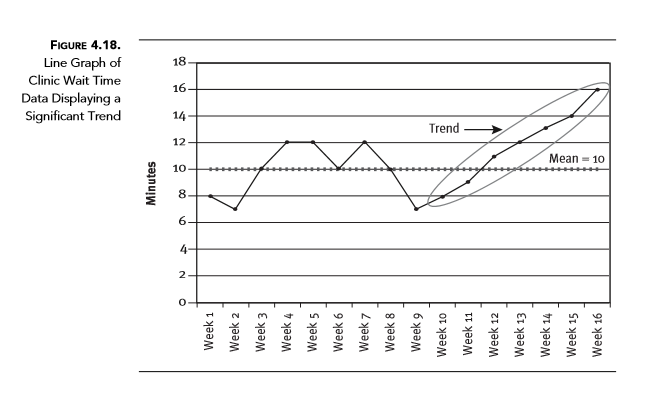 FIGURE 4.18.
Line Graph of
Clinic Wait Time
Data Displaying a
Significant Trend
18
16
14
12
10
8
6
4
2
0
Minutes
Trend
Mean = 10
Week 1
Week 2
Week 3
Week 4
Week 5
Week 6
Week 7
Week 8
Week 9
Week 10
Week 11
Week 12
Week 13
Week 14
Week 15
Week 16